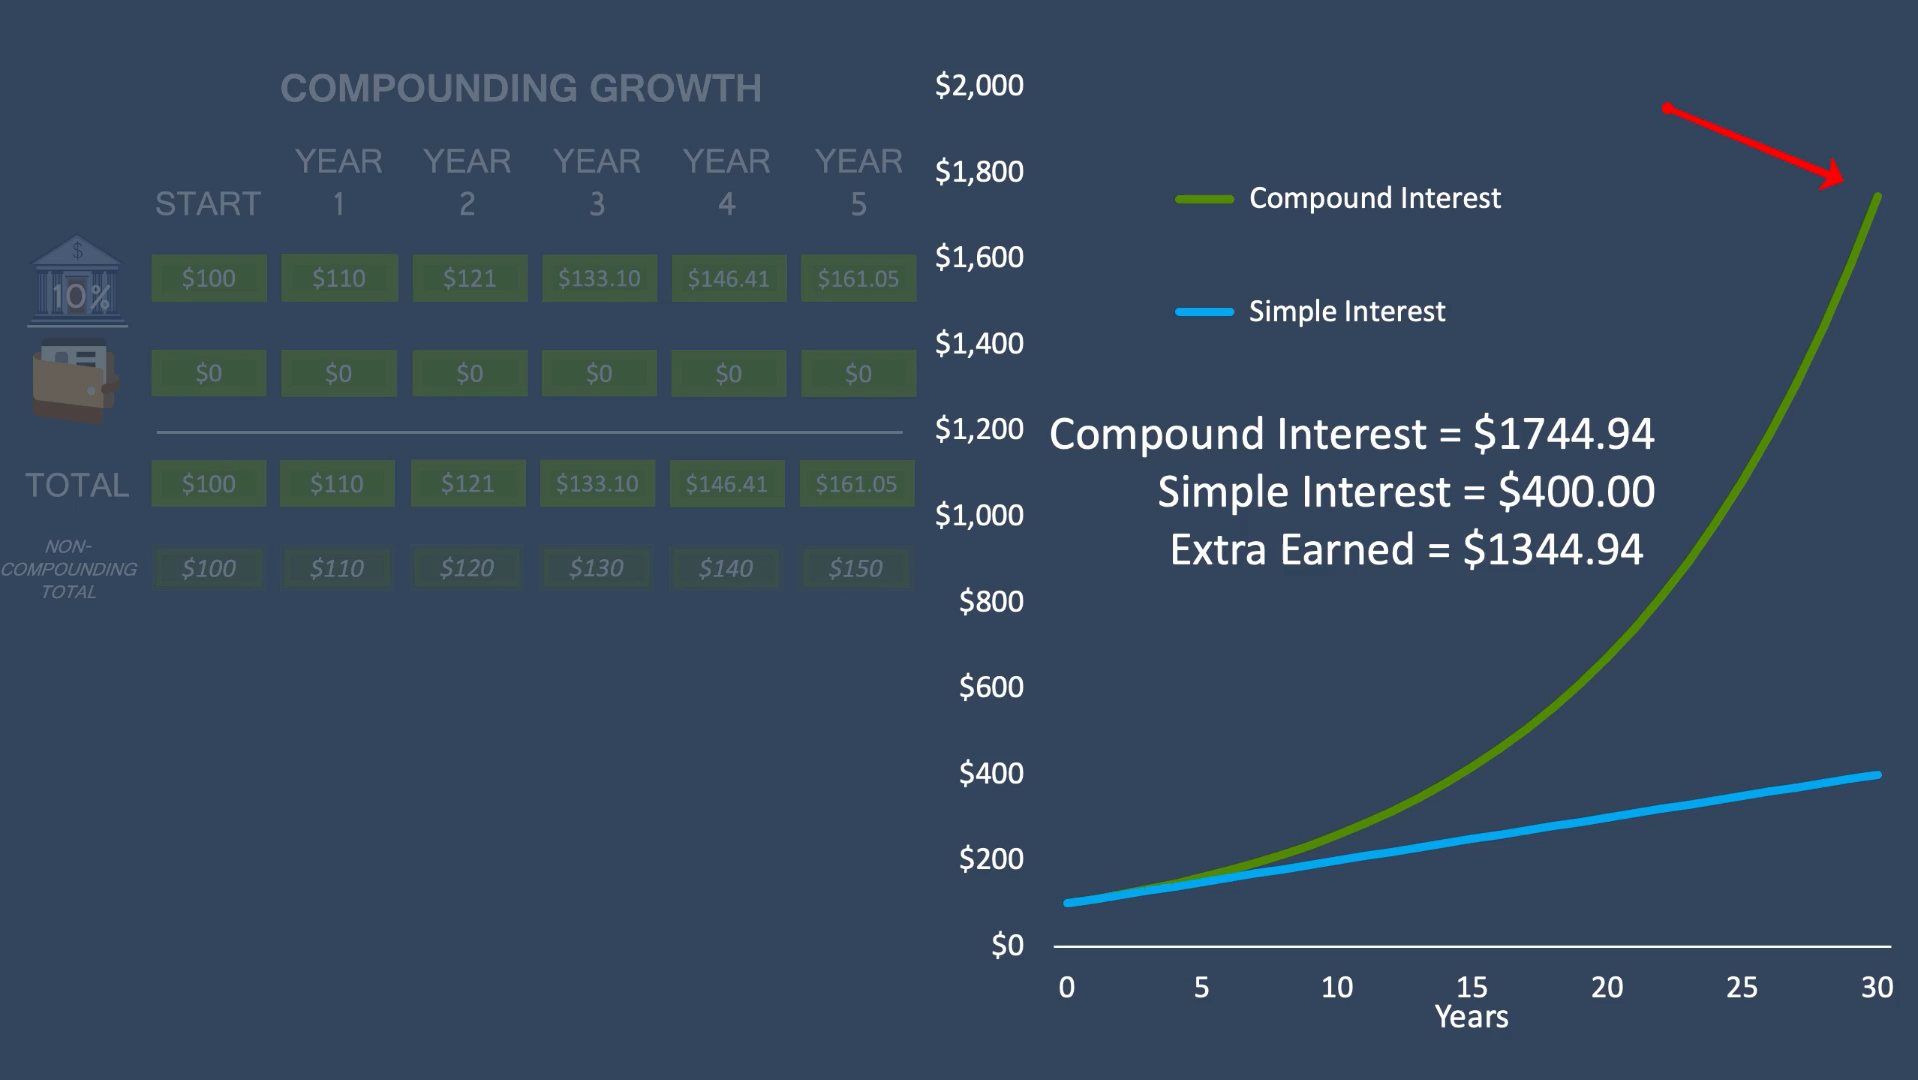 COMPOUNDING GROWTH
START YEAR 1 YEAR 2 YEAR 3 YEAR 4 YEAR 5
$
10% $100 $110 $121 $133.10 $146.41 $161.05
$0 $0 $0 $0 $0 $0
TOTAL $100 $110 $121 $133.10 $146.41 $161.05
NON-
COMPOUNDING
TOTAL
$100 $110 $120 $130 $140 $150
$2,000
$1,800
$1,600
$1,400
$1,200
$1,000
$800
$600
$400
$200
$0
Compound Interest
Simple Interest
Compound Interest = $1744.94
Simple Interest = $400.00
Extra Earned = $1344.94
0 5 10 15 20 25 30
Years